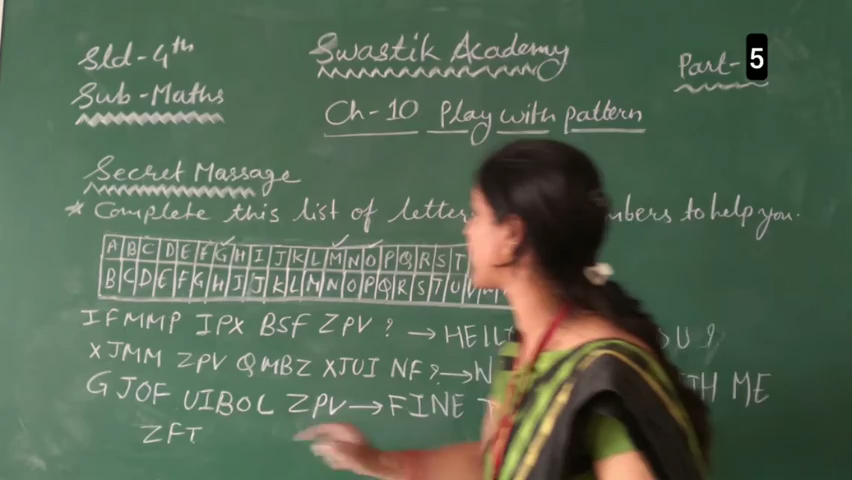 Std-4th Swastik Academy Part-5
Sub-Maths Ch-10 Play with pattern
Secret Massage
* Complete this list of letter mbers to help you.
A B C D E F G H I J K L M N O P Q R S T
B C D E F G H I J K L M N O P Q R S T U V W
IFMMP IPX BSF ZPV ? → HELL U ?
XJMM ZPV QMBZ XJUI NF? → W TH ME
GJOF UIBOL ZPV → FINE T
ZFT